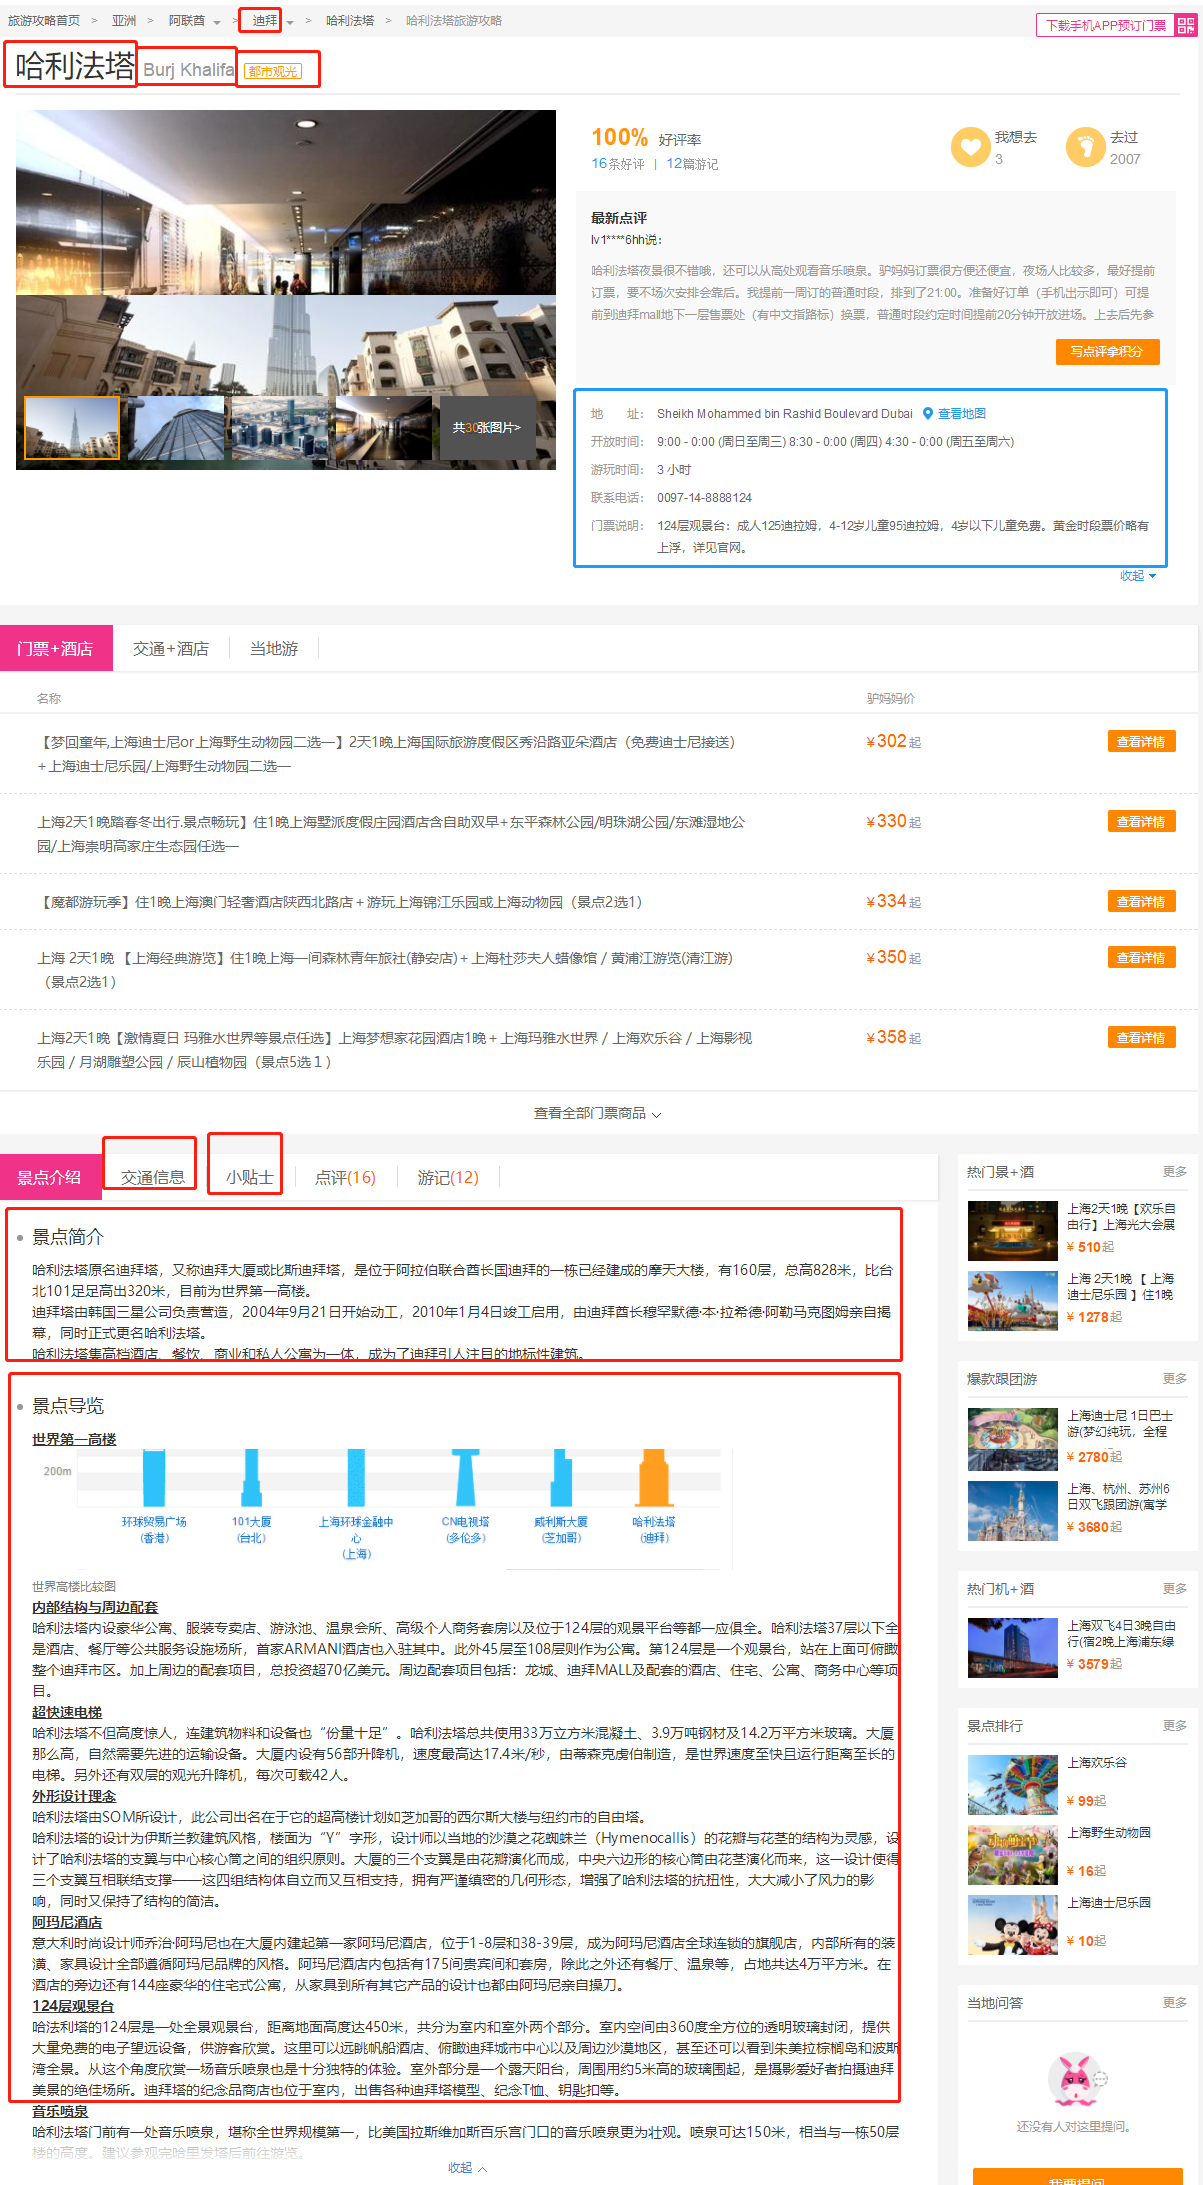 旅游攻略首页 > 亚洲 > 阿联酋 > 迪拜 > 哈利法塔 > 哈利法塔旅游攻略
下载手机APP预订门票
哈利法塔 Burj Khalifa 都市观光
100% 好评率
16条好评 | 12篇游记
我想去
3
去过
2007
最新点评
lv1****6hh说：
哈利法塔夜景很不错哦，还可以从高处观看音乐喷泉。驴妈妈订票很方便还便宜，夜场人比较多，最好提前
订票，要不场次安排会靠后。我提前一周订的普通时段，排到了21:00。准备好订单（手机出示即可）可提
前到迪拜mall地下一层售票处（有中文指路标）换票，普通时段约定时间提前20分钟开放进场。上去后先参
写点评拿积分
共30张图片>
地 址： Sheikh Mohammed bin Rashid Boulevard Dubai 查看地图
开放时间： 9:00 - 0:00 (周日至周三) 8:30 - 0:00 (周四) 4:30 - 0:00 (周五至周六)
游玩时间： 3 小时
联系电话： 0097-14-8888124
门票说明： 124层观景台：成人125迪拉姆，4-12岁儿童95迪拉姆，4岁以下儿童免费。黄金时段票价略有
上浮，详见官网。
收起
门票+酒店 交通+酒店 当地游
名称 驴妈妈价
【梦回童年,上海迪士尼or上海野生动物园二选一】2天1晚上海国际旅游度假区秀沿路亚朵酒店（免费迪士尼接送）
+上海迪士尼乐园/上海野生动物园二选一
¥302起 查看详情
上海2天1晚踏春冬出行.景点畅玩】住1晚上海墅派度假庄园酒店含自助双早+东平森林公园/明珠湖公园/东滩湿地公
园/上海崇明高家庄生态园任选一
¥330起 查看详情
【魔都游玩季】住1晚上海澳门轻奢酒店陕西北路店＋游玩上海锦江乐园或上海动物园（景点2选1）
¥334起 查看详情
上海 2天1晚 【上海经典游览】住1晚上海一间森林青年旅社(静安店)＋上海杜莎夫人蜡像馆 / 黄浦江游览(清江游)
（景点2选1）
¥350起 查看详情
上海2天1晚【激情夏日 玛雅水世界等景点任选】上海梦想家花园酒店1晚＋上海玛雅水世界 / 上海欢乐谷 / 上海影视
乐园 / 月湖雕塑公园 / 辰山植物园（景点5选１）
¥358起 查看详情
查看全部门票商品
景点介绍 交通信息 小贴士 点评(16) 游记(12)
景点简介
哈利法塔原名迪拜塔，又称迪拜大厦或比斯迪拜塔，是位于阿拉伯联合酋长国迪拜的一栋已经建成的摩天大楼，有160层，总高828米，比台
北101足足高出320米，目前为世界第一高楼。
迪拜塔由韩国三星公司负责营造，2004年9月21日开始动工，2010年1月4日竣工启用，由迪拜酋长穆罕默德·本·拉希德·阿勒马克图姆亲自揭
幕，同时正式更名哈利法塔。
哈利法塔集高档酒店、餐饮、商业和私人公寓为一体，成为了迪拜引人注目的地标性建筑。
景点导览
世界第一高楼
200m
环球贸易广场
(香港)
101大厦
(台北)
上海环球金融中
心
(上海)
CN电视塔
(多伦多)
威利斯大厦
(芝加哥)
哈利法塔
(迪拜)
世界高楼比较图
内部结构与周边配套
哈利法塔内设豪华公寓、服装专卖店、游泳池、温泉会所、高级个人商务套房以及位于124层的观景平台等都一应俱全。哈利法塔37层以下全
是酒店、餐厅等公共服务设施场所，首家ARMANI酒店也入驻其中。此外45层至108层则作为公寓。第124层是一个观景台，站在上面可俯瞰
整个迪拜市区。加上周边的配套项目，总投资超70亿美元。周边配套项目包括：龙城、迪拜MALL及配套的酒店、住宅、公寓、商务中心等项
目。
超快速电梯
哈利法塔不但高度惊人，连建筑物料和设备也“份量十足”。哈利法塔总共使用33万立方米混凝土、3.9万吨钢材及14.2万平方米玻璃。大厦
那么高，自然需要先进的运输设备。大厦内设有56部升降机，速度最高达17.4米/秒，由蒂森克虏伯制造，是世界速度至快且运行距离至长的
电梯。另外还有双层的观光升降机，每次可载42人。
外形设计理念
哈利法塔由SOM所设计，此公司出名在于它的超高楼计划如芝加哥的西尔斯大楼与纽约市的自由塔。
哈利法塔的设计为伊斯兰教建筑风格，楼面为“Y”字形，设计师以当地的沙漠之花蜘蛛兰（Hymenocallis）的花瓣与花茎的结构为灵感，设
计了哈利法塔的支翼与中心核心筒之间的组织原则。大厦的三个支翼是由花瓣演化而成，中央六边形的核心筒由花茎演化而来，这一设计使得
三个支翼互相联结支撑——这四组结构体自立而又互相支持，拥有严谨缜密的几何形态，增强了哈利法塔的抗扭性，大大减小了风力的影
响，同时又保持了结构的简洁。
阿玛尼酒店
意大利时尚设计师乔治·阿玛尼也在大厦内建起第一家阿玛尼酒店，位于1-8层和38-39层，成为阿玛尼酒店全球连锁的旗舰店，内部所有的装
潢、家具设计全部遵循阿玛尼品牌的风格。阿玛尼酒店内包括有175间贵宾间和套房，除此之外还有餐厅、温泉等，占地共达4万平方米。在
酒店的旁边还有144座豪华的住宅式公寓，从家具到所有其它产品的设计也都由阿玛尼亲自操刀。
124层观景台
哈法利塔的124层是一处全景观景台，距离地面高度达450米，共分为室内和室外两个部分。室内空间由360度全方位的透明玻璃封闭，提供
大量免费的电子望远设备，供游客欣赏。这里可以远眺帆船酒店、俯瞰迪拜城市中心以及周边沙漠地区，甚至还可以看到朱美拉棕榈岛和波斯
湾全景。从这个角度欣赏一场音乐喷泉也是十分独特的体验。室外部分是一个露天阳台，周围用约5米高的玻璃围起，是摄影爱好者拍摄迪拜
美景的绝佳场所。迪拜塔的纪念品商店也位于室内，出售各种迪拜塔模型、纪念T恤、钥匙扣等。
音乐喷泉
哈利法塔门前有一处音乐喷泉，堪称全世界规模第一，比美国拉斯维加斯百乐宫门口的音乐喷泉更为壮观。喷泉可达150米，相当与一栋50层
楼的高度。建议参观完哈里发塔后前往游览。
收起
热门景+酒 更多
上海2天1晚【欢乐自
由行】上海光大会展
¥ 510起
上海 2天1晚 【 上海
迪士尼乐园 】住1晚
¥ 1278起
爆款跟团游 更多
上海迪士尼 1日巴士
游(梦幻纯玩，全程
¥ 2780起
上海、杭州、苏州6
日双飞跟团游(寓学
¥ 3680起
热门机+酒 更多
上海双飞4日3晚自由
行(宿2晚上海浦东绿
¥ 3579起
景点排行 更多
上海欢乐谷
¥ 99起
上海野生动物园
¥ 16起
上海迪士尼乐园
¥ 10起
当地问答 更多
还没有人对这里提问。
我要提问